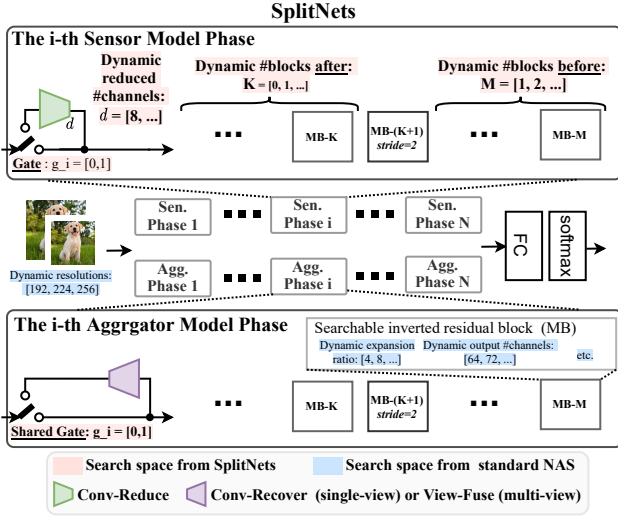 SplitNets
The i-th Sensor Model Phase
Dynamic
reduced
#channels:
d = [8, ...]
d
Gate : g_i = [0,1]
Dynamic #blocks after:
K = [0, 1, ...]
Dynamic #blocks before:
M = [1, 2, ...]
...
MB-K
MB-(K+1)
stride=2
...
MB-M
Dynamic resolutions:
[192, 224, 256]
Sen.
Phase 1
Sen.
Phase i
Sen.
Phase N
Agg.
Phase 1
Agg.
Phase i
Agg.
Phase N
FC
softmax
The i-th Aggrgator Model Phase
Searchable inverted residual block (MB)
Dynamic expansion
ratio: [4, 8, ...]
Dynamic output #channels:
[64, 72, ...]
etc.
Shared Gate: g_i = [0,1]
...
MB-K
MB-(K+1)
stride=2
...
MB-M
Search space from SplitNets
Search space from standard NAS
Conv-Reduce
Conv-Recover (single-view) or View-Fuse (multi-view)